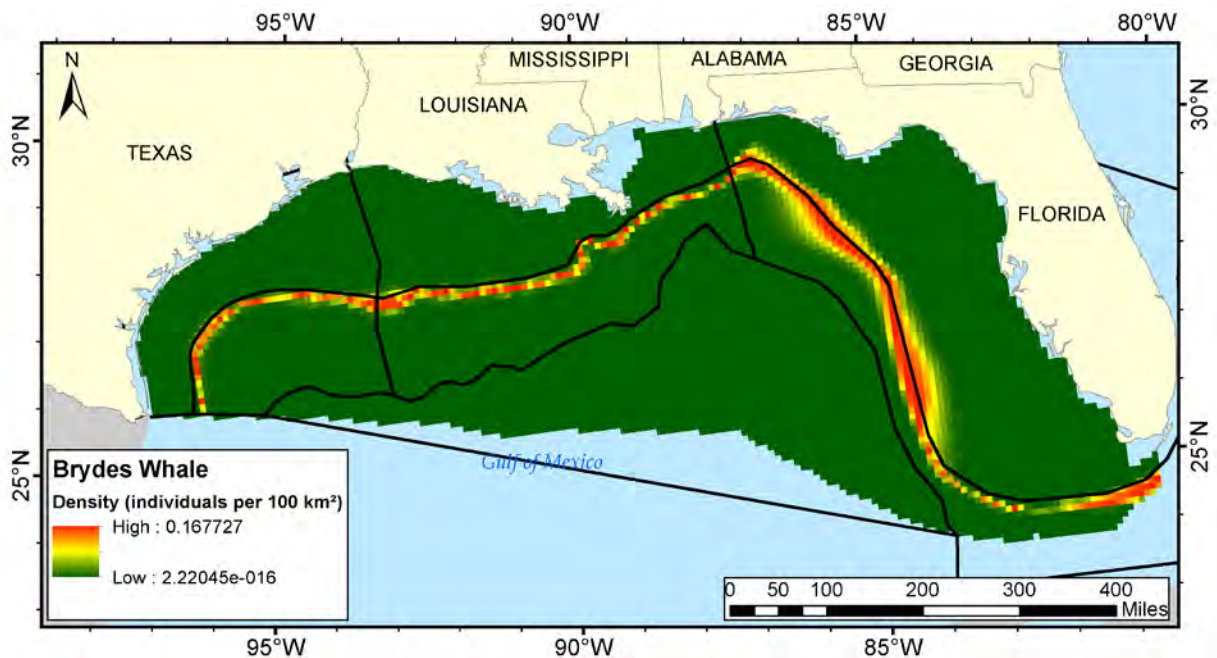 95°W 90°W 85°W 80°W
N
MISSISSIPPI ALABAMA GEORGIA
LOUISIANA
TEXAS
FLORIDA
30°N 30°N
25°N 25°N
Gulf of Mexico
Brydes Whale
Density (individuals per 100 km²)
High : 0.167727
Low : 2.22045e-016
0 50 100 200 300 400
Miles
95°W 90°W 85°W 80°W